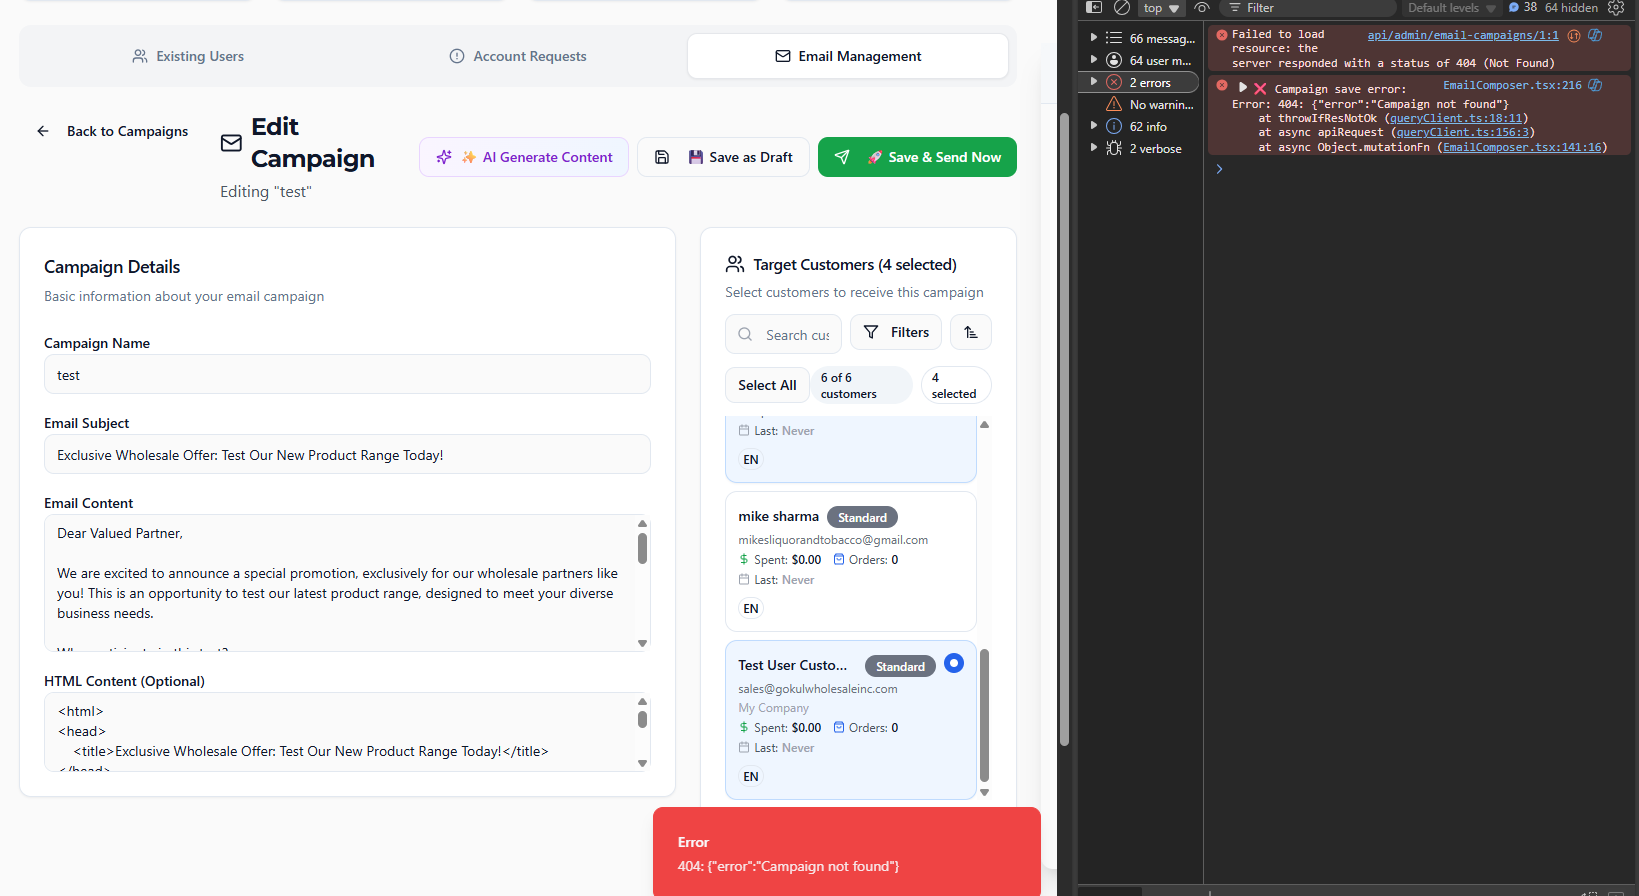 Existing Users
Account Requests
Email Management
Back to Campaigns
Edit
Campaign
Editing "test"
✨ AI Generate Content
💾 Save as Draft
🚀 Save & Send Now
Campaign Details
Basic information about your email campaign
Campaign Name
test
Email Subject
Exclusive Wholesale Offer: Test Our New Product Range Today!
Email Content
Dear Valued Partner,
We are excited to announce a special promotion, exclusively for our wholesale partners like
you! This is an opportunity to test our latest product range, designed to meet your diverse
business needs.
HTML Content (Optional)
<html>
<head>
<title>Exclusive Wholesale Offer: Test Our New Product Range Today!</title>
</head>
Target Customers (4 selected)
Select customers to receive this campaign
Search cus
Filters
Select All
6 of 6
customers
4
selected
Last: Never
EN
mike sharma
Standard
mikesliquorandtobacco@gmail.com
$ Spent: $0.00 Orders: 0
Last: Never
EN
Test User Custo...
Standard
sales@gokulwholesaleinc.com
My Company
$ Spent: $0.00 Orders: 0
Last: Never
EN
Error
404: {"error":"Campaign not found"}
top
Filter
Default levels
38
64 hidden
66 messag...
64 user m...
2 errors
No warnin...
62 info
2 verbose
Failed to load api/admin/email-campaigns/1:1
resource: the
server responded with a status of 404 (Not Found)
❌ Campaign save error: EmailComposer.tsx:216
Error: 404: {"error":"Campaign not found"}
at throwIfResNotOk (queryClient.ts:18:11)
at async apiRequest (queryClient.ts:156:3)
at async Object.mutationFn (EmailComposer.tsx:141:16)